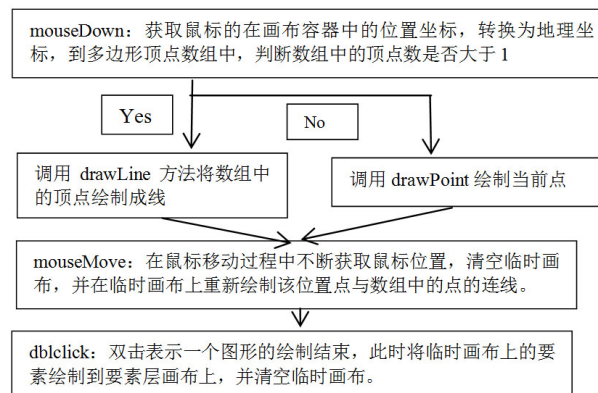 mouseDown：获取鼠标的在画布容器中的位置坐标，转换为地理坐
标，到多边形顶点数组中，判断数组中的顶点数是否大于 1
Yes
No
调用 drawLine 方法将数组中
的顶点绘制成线
调用 drawPoint 绘制当前点
mouseMove：在鼠标移动过程中不断获取鼠标位置，清空临时画
布，并在临时画布上重新绘制该位置点与数组中的点的连线。
dblclick：双击表示一个图形的绘制结束，此时将临时画布上的要
素绘制到要素层画布上，并清空临时画布。